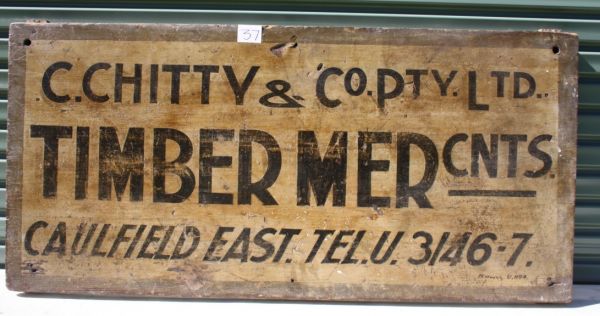 37
C. CHITTY & CO. PTY. LTD.
TIMBER MERCNTS.
CAULFIELD EAST. TEL. U. 3146-7.